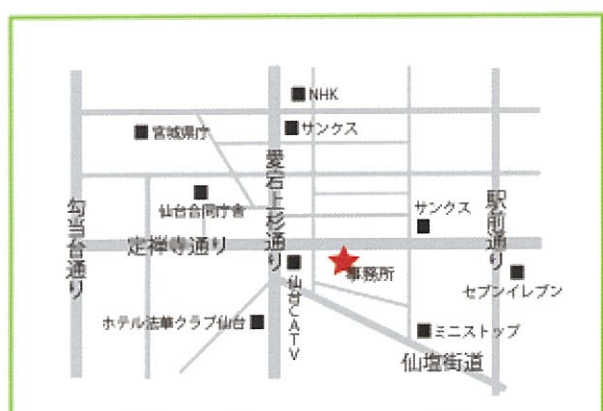 NHK
宮城県庁
サンクス
愛宕上杉通り
仙台合同庁舎
サンクス
駅前通り
勾当台通り
定禅寺通り
事務所
仙台CATV
セブンイレブン
ホテル法華クラブ仙台
ミニストップ
仙塩街道